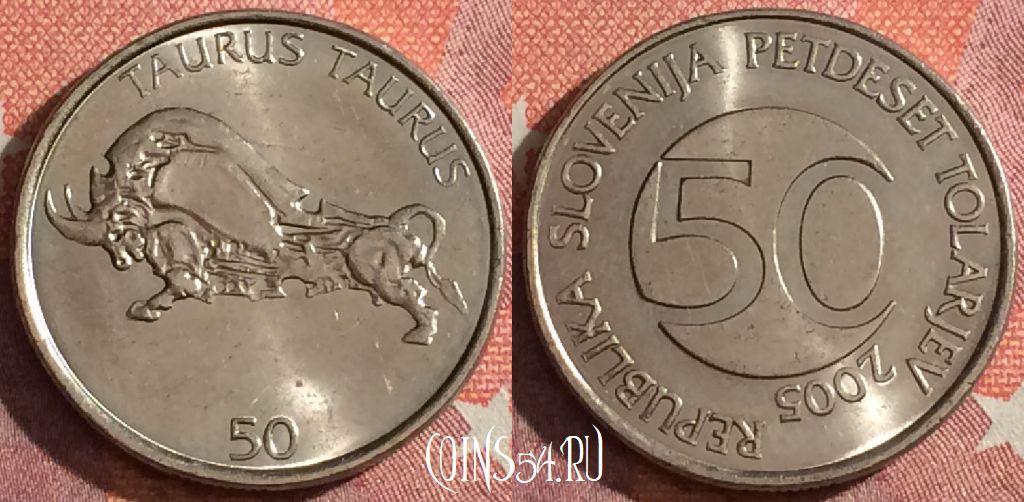 TAURUS TAURUS
50
REPUBLIKA SLOVENIJA PETDESET TOLARJEV 2005
50
COINS54.RU